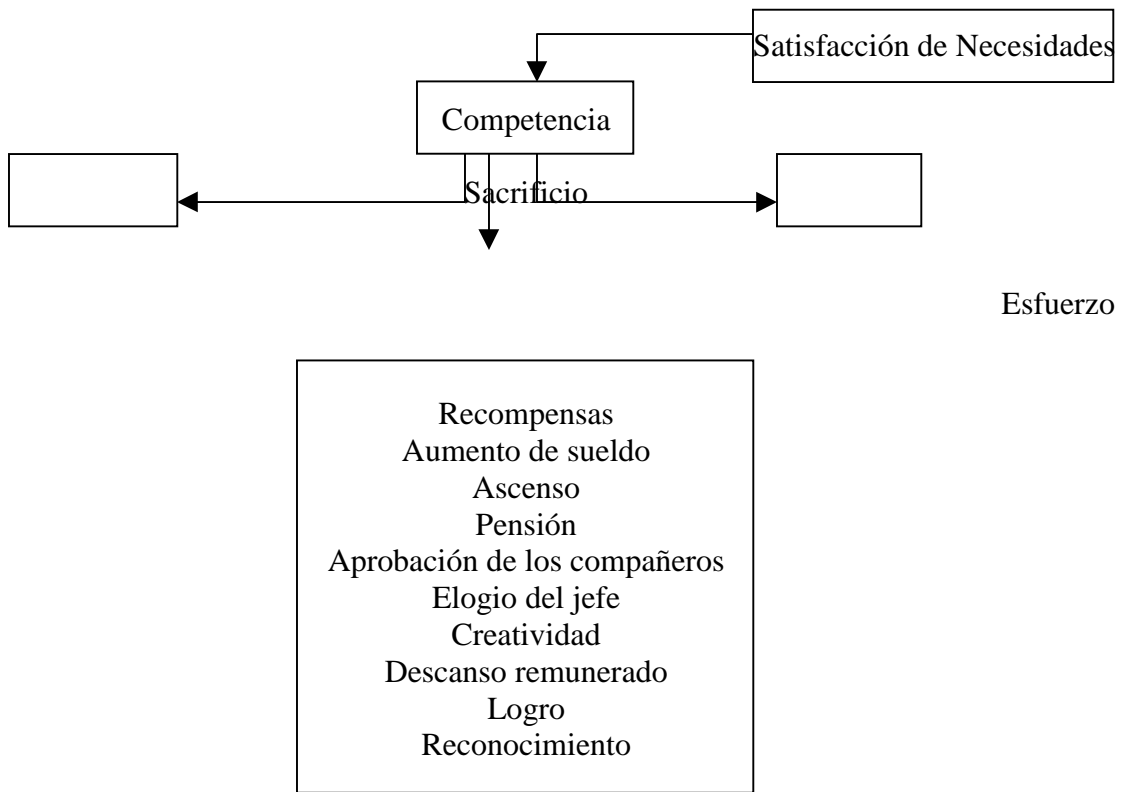 Satisfacción de Necesidades
Competencia
Sacrificio
Esfuerzo
Recompensas
Aumento de sueldo
Ascenso
Pensión
Aprobación de los compañeros
Elogio del jefe
Creatividad
Descanso remunerado
Logro
Reconocimiento